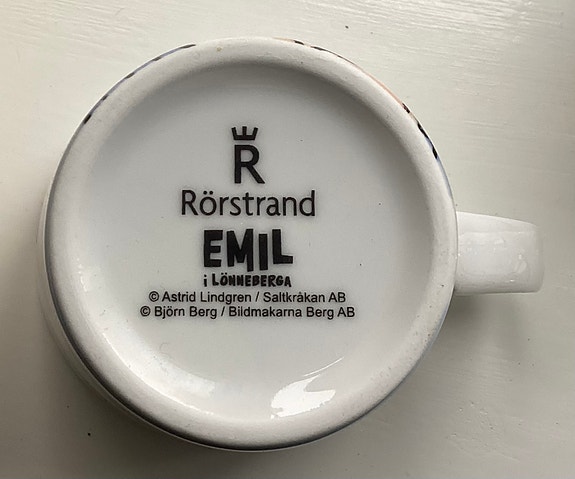 R
Rörstrand
EMIL
i LÖNNEBERGA
© Astrid Lindgren / Saltkråkan AB
© Björn Berg / Bildmakarna Berg AB